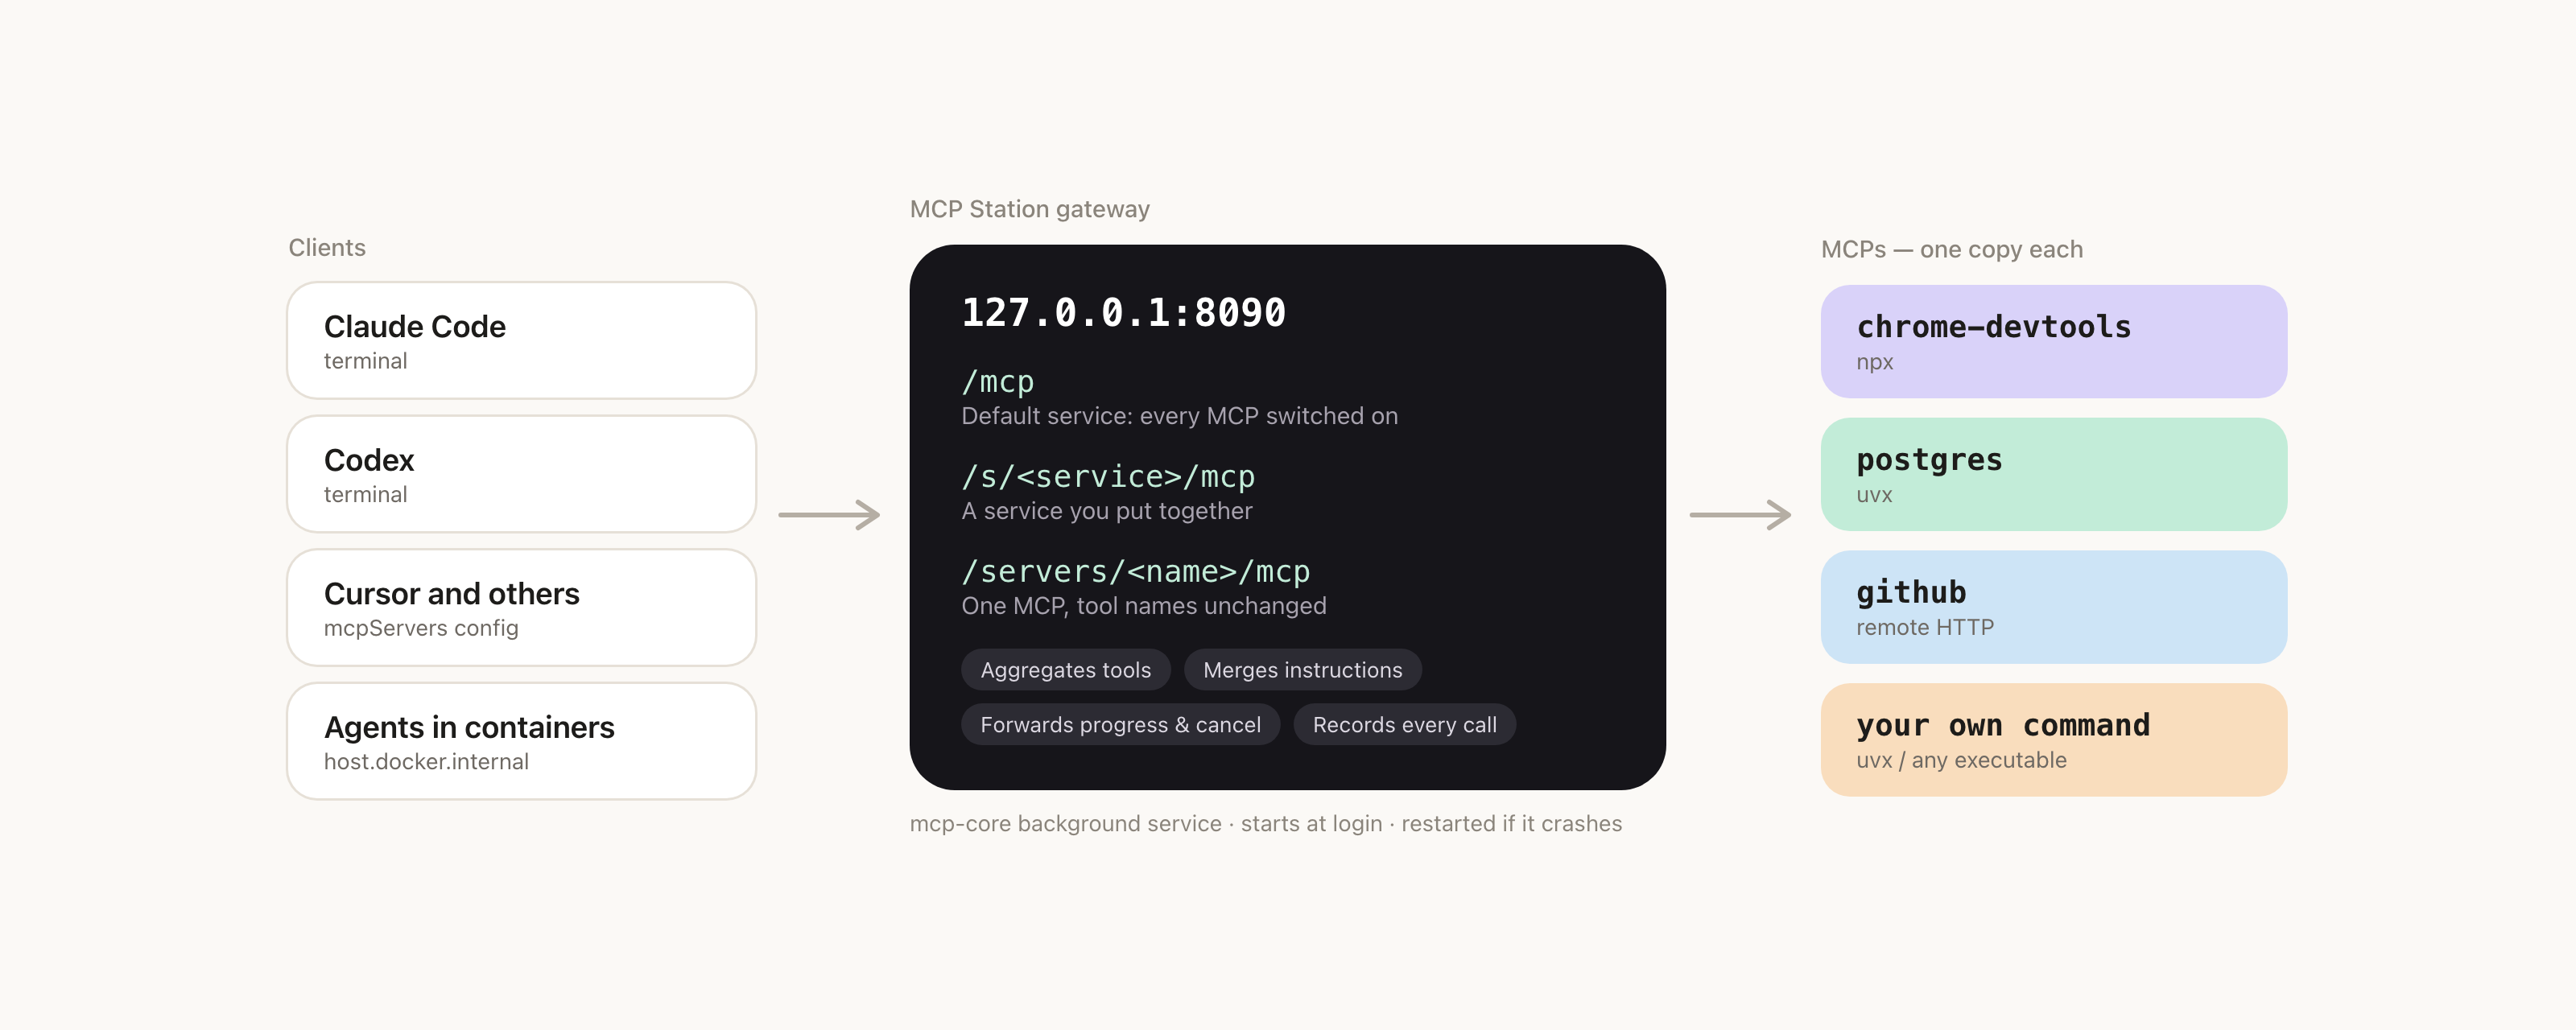 Clients
Claude Code
terminal
Codex
terminal
Cursor and others
mcpServers config
Agents in containers
host.docker.internal
MCP Station gateway
127.0.0.1:8090
/mcp
Default service: every MCP switched on
/s/<service>/mcp
A service you put together
/servers/<name>/mcp
One MCP, tool names unchanged
Aggregates tools
Merges instructions
Forwards progress & cancel
Records every call
mcp-core background service · starts at login · restarted if it crashes
MCPs — one copy each
chrome-devtools
npx
postgres
uvx
github
remote HTTP
your own command
uvx / any executable